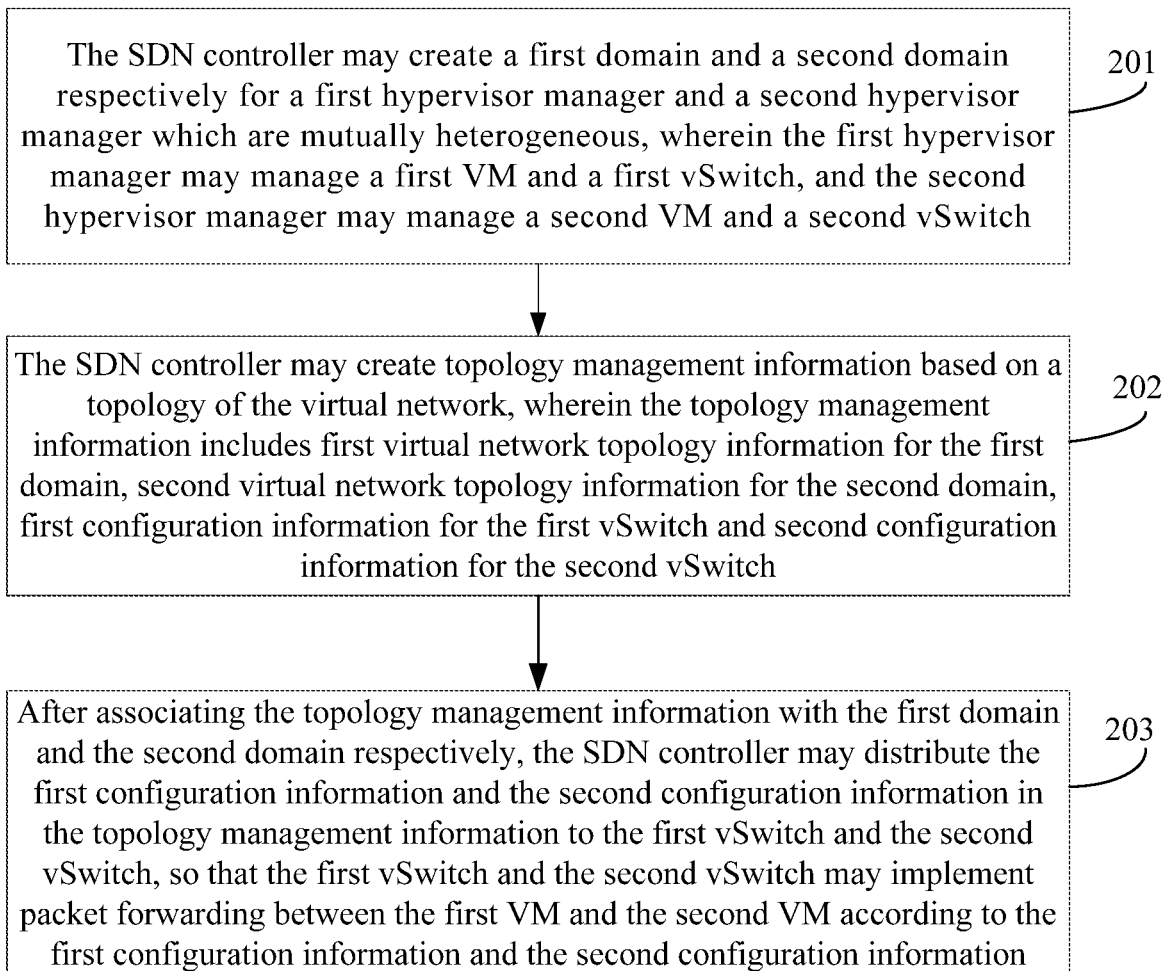 The SDN controller may create a first domain and a second domain
respectively for a first hypervisor manager and a second hypervisor
manager which are mutually heterogeneous, wherein the first hypervisor
manager may manage a first VM and a first vSwitch, and the second
hypervisor manager may manage a second VM and a second vSwitch
201
The SDN controller may create topology management information based on a
topology of the virtual network, wherein the topology management
information includes first virtual network topology information for the first
domain, second virtual network topology information for the second domain,
first configuration information for the first vSwitch and second configuration
information for the second vSwitch
202
After associating the topology management information with the first domain
and the second domain respectively, the SDN controller may distribute the
first configuration information and the second configuration information in
the topology management information to the first vSwitch and the second
vSwitch, so that the first vSwitch and the second vSwitch may implement
packet forwarding between the first VM and the second VM according to the
first configuration information and the second configuration information
203